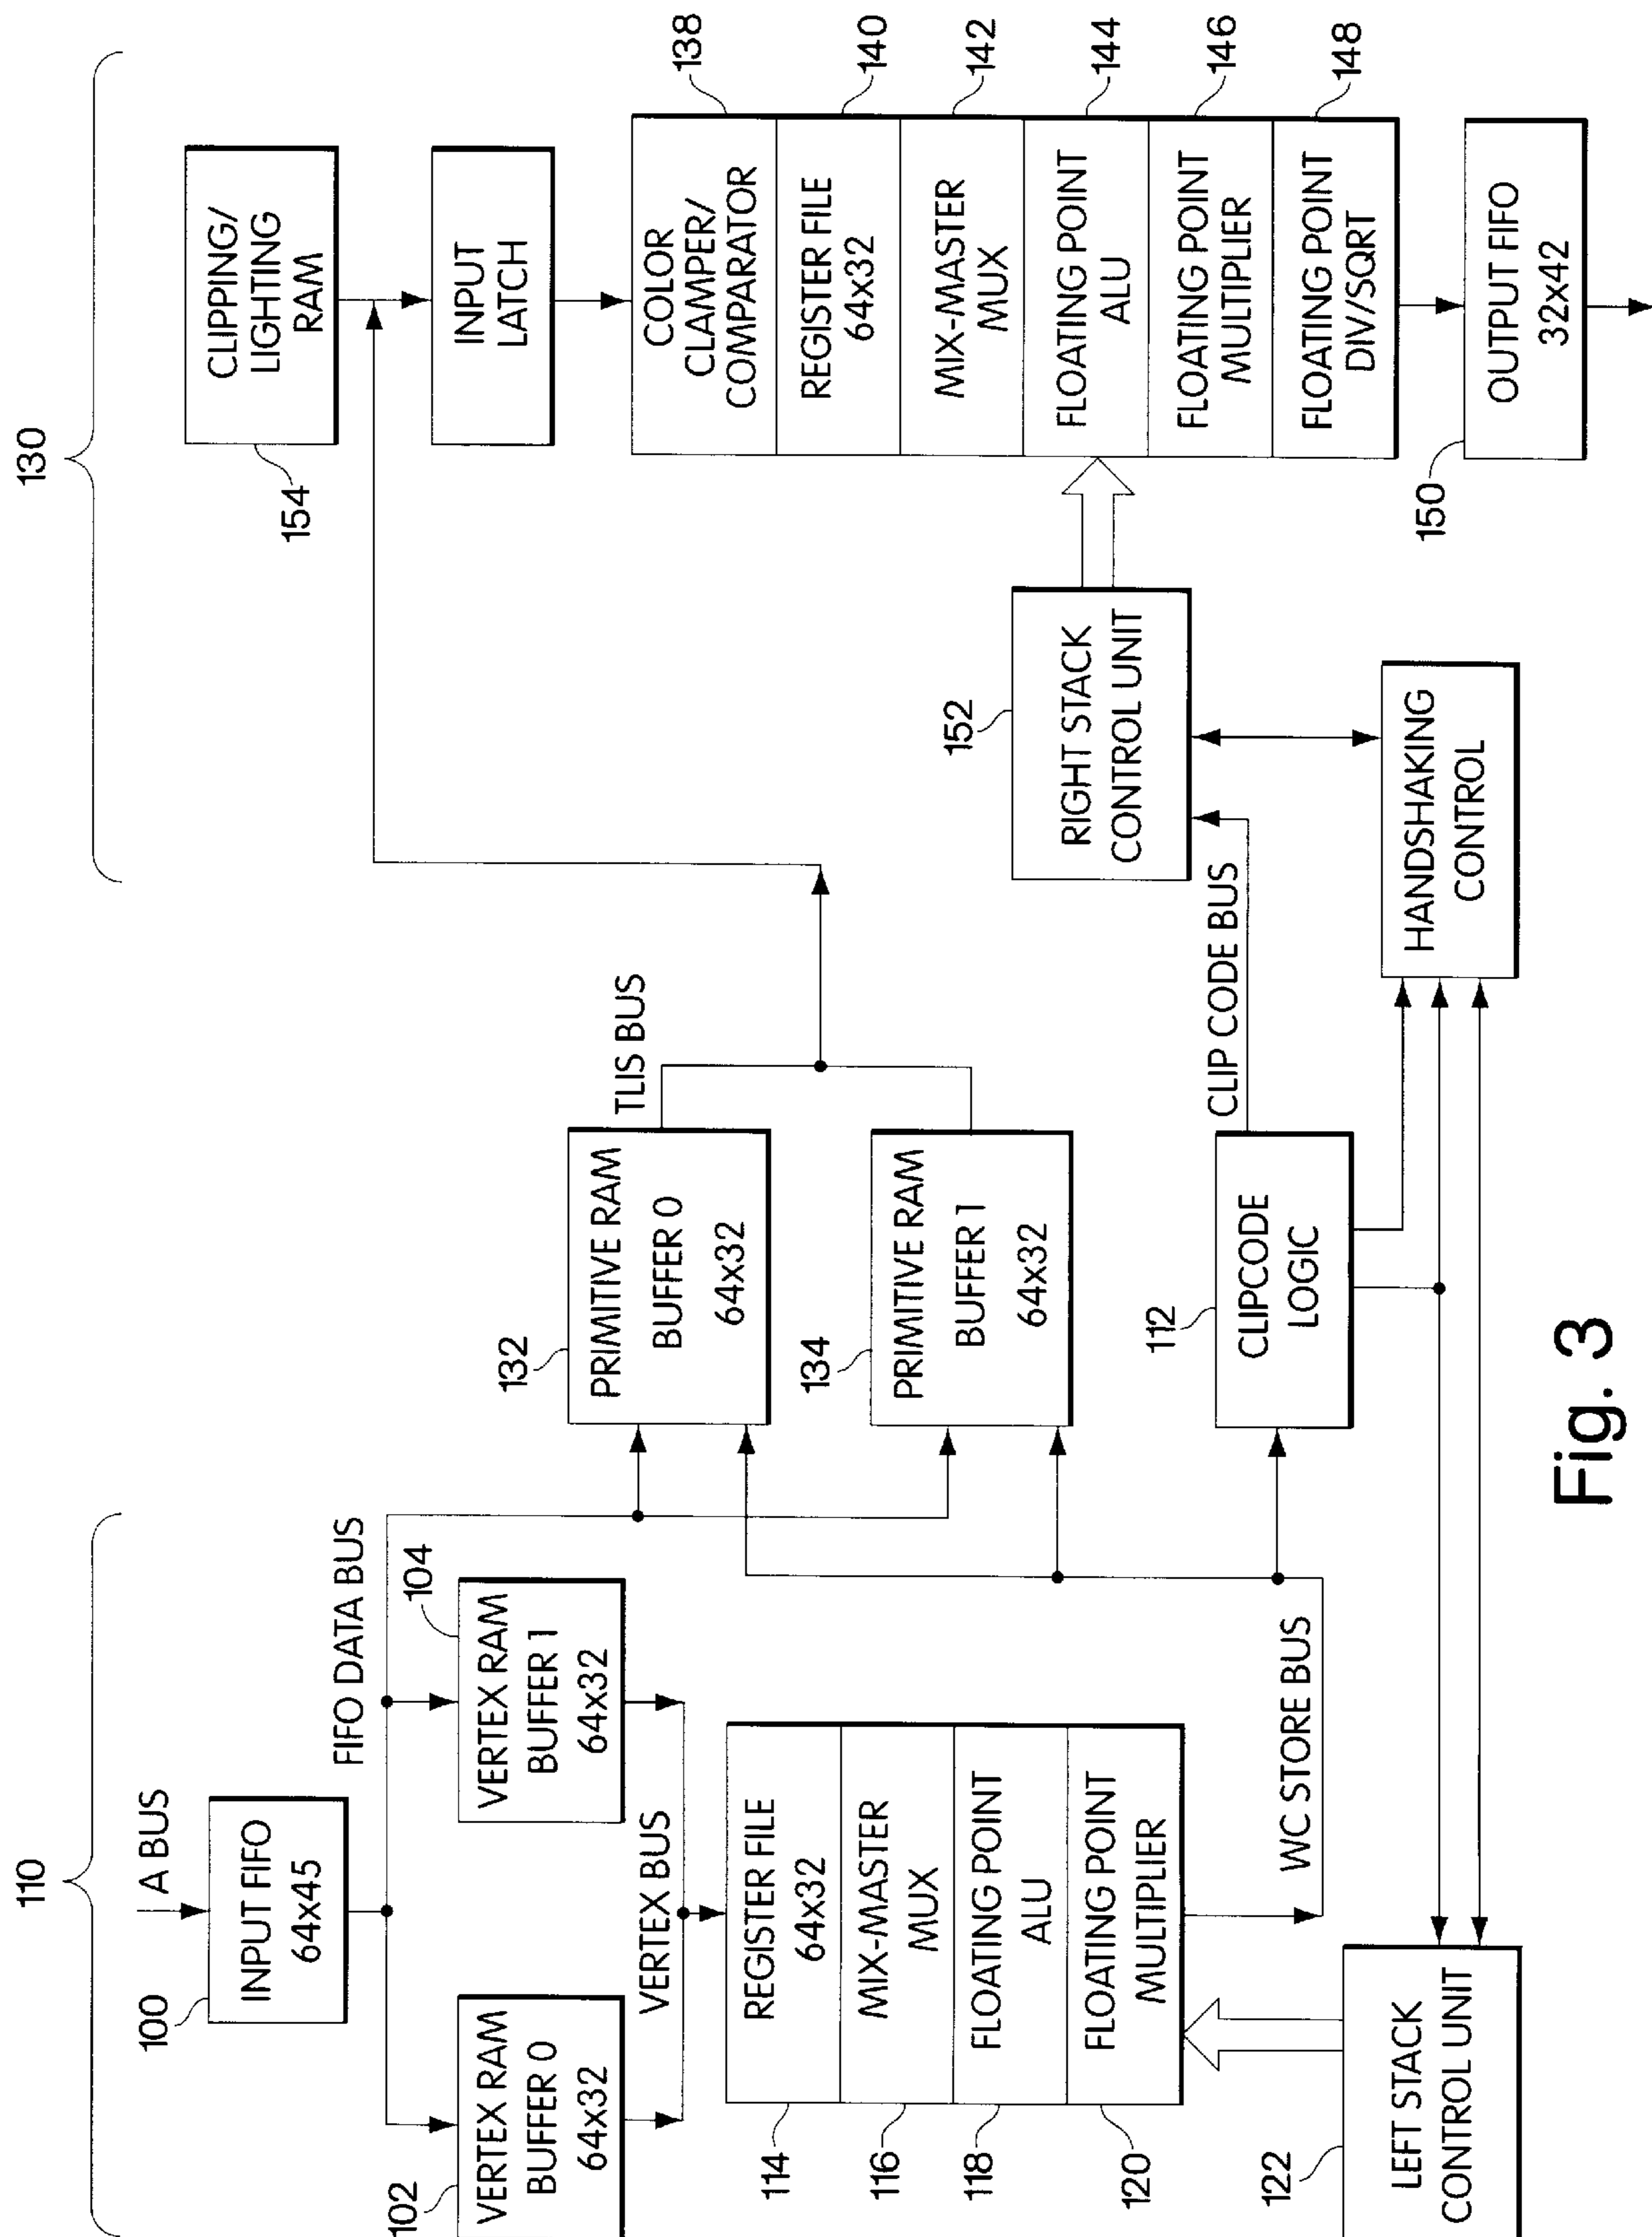 110
130
A BUS
100
INPUT FIFO
64x45
FIFO DATA BUS
102
VERTEX RAM
BUFFER 0
64x32
104
VERTEX RAM
BUFFER 1
64x32
VERTEX BUS
114
REGISTER FILE
64x32
116
MIX-MASTER
MUX
118
FLOATING POINT
ALU
120
FLOATING POINT
MULTIPLIER
WC STORE BUS
122
LEFT STACK
CONTROL UNIT
132
PRIMITIVE RAM
BUFFER 0
64x32
TLIS BUS
134
PRIMITIVE RAM
BUFFER 1
64x32
112
CLIPCODE
LOGIC
CLIP CODE BUS
152
RIGHT STACK
CONTROL UNIT
HANDSHAKING
CONTROL
154
CLIPPING/
LIGHTING
RAM
INPUT
LATCH
COLOR
CLAMPER/
COMPARATOR
138
REGISTER FILE
64x32
140
MIX-MASTER
MUX
142
FLOATING POINT
ALU
144
FLOATING POINT
MULTIPLIER
146
FLOATING POINT
DIV/SQRT
148
150
OUTPUT FIFO
32x42
Fig. 3